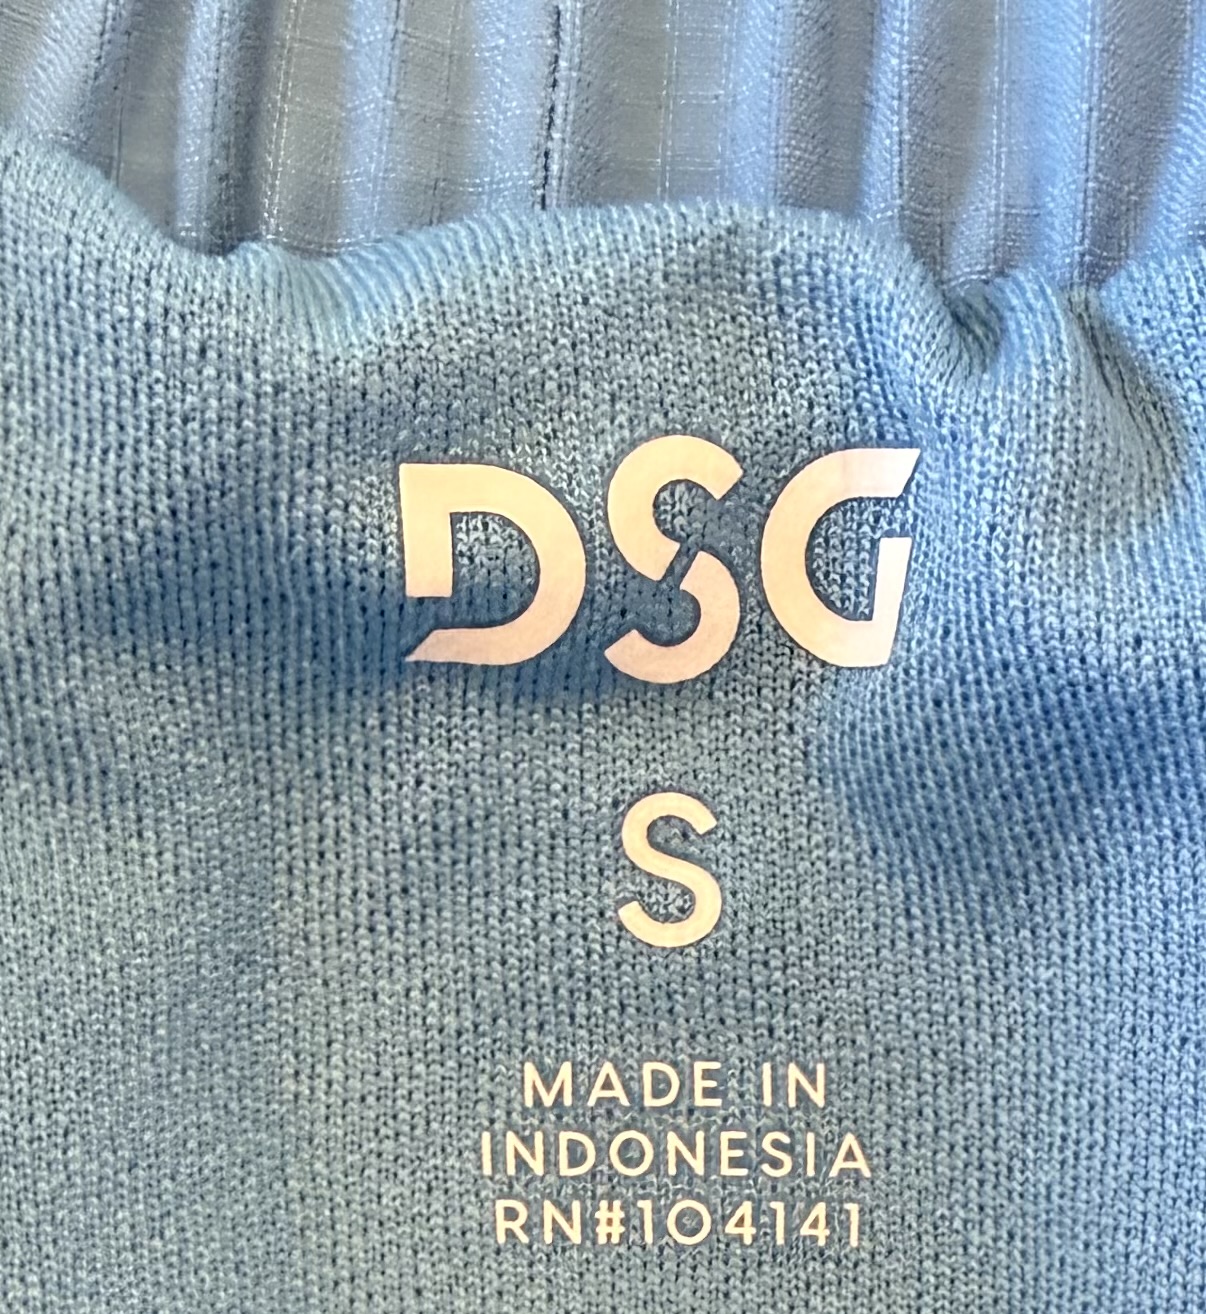 DSG
S
MADE IN
INDONESIA
RN#104141